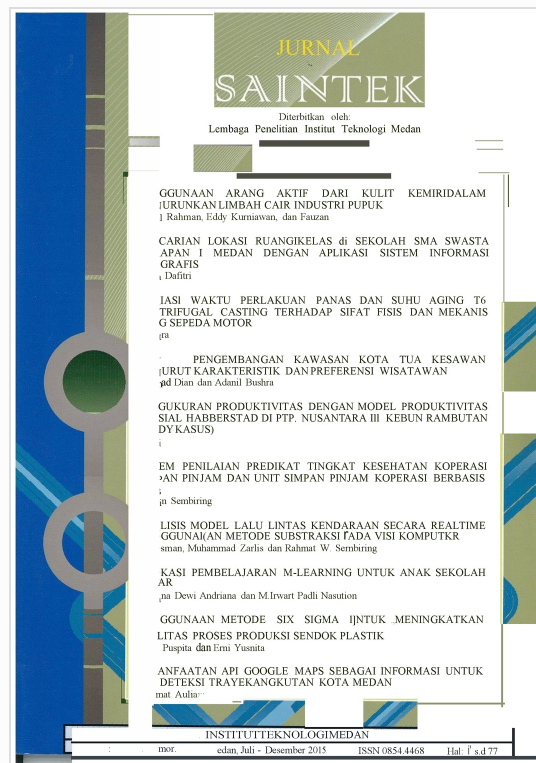 JURNAL
SAINTEK
Diterbitkan oleh:
Lembaga Penelitian Institut Teknologi Medan
GGUNAAN ARANG AKTIF DARI KULIT KEMIRIDALAM
URUNKAN LIMBAH CAIR INDUSTRI PUPUK
l Rahman, Eddy Kurniawan, dan Fauzan
CARIAN LOKASI RUANGIKELAS di SEKOLAH SMA SWASTA
APAN I MEDAN DENGAN APLIKASI SISTEM INFORMASI
GRAFIS
Dafitri
IASI WAKTU PERLAKUAN PANAS DAN SUHU AGING T6
TRIFUGAL CASTING TERHADAP SIFAT FISIS DAN MEKANIS
G SEPEDA MOTOR
ra
PENGEMBANGAN KAWASAN KOTA TUA KESAWAN
URUT KARAKTERISTIK DAN PREFERENSI WISATAWAN
ad Dian dan Adanil Bushra
GUKURAN PRODUKTIVITAS DENGAN MODEL PRODUKTIVITAS
SIAL HABBERSTAD DI PTP. NUSANTARA III KEBUN RAMBUTAN
DY KASUS)
i
EM PENILAIAN PREDIKAT TINGKAT KESEHATAN KOPERASI
PAN PINJAM DAN UNIT SIMPAN PINJAM KOPERASI BERBASIS
n Sembiring
LISIS MODEL LALU LINTAS KENDARAAN SECARA REALTIME
GGUNAI(AN METODE SUBSTRAKSI PADA VISI KOMPUTKR
sman, Muhammad Zarlis dan Rahmat W. Sembiring
KASI PEMBELAJARAN M-LEARNING UNTUK ANAK SEKOLAH
AR
na Dewi Andriana dan M.Irwart Padli Nasution
GGUNAAN METODE SIX SIGMA I]NTUK MENINGKATKAN
LITAS PROSES PRODUKSI SENDOK PLASTIK
Puspita dan Erni Yusnita
ANFAATAN API GOOGLE MAPS SEBAGAI INFORMASI UNTUK
DETEKSI TRAYEKANGKUTAN KOTA MEDAN
mat Aulia
INSTITUTTEKNOLOGIMEDAN
: mor. edan, Juli - Desember 2015 ISSN 0854.4468 Hal: i s.d 77